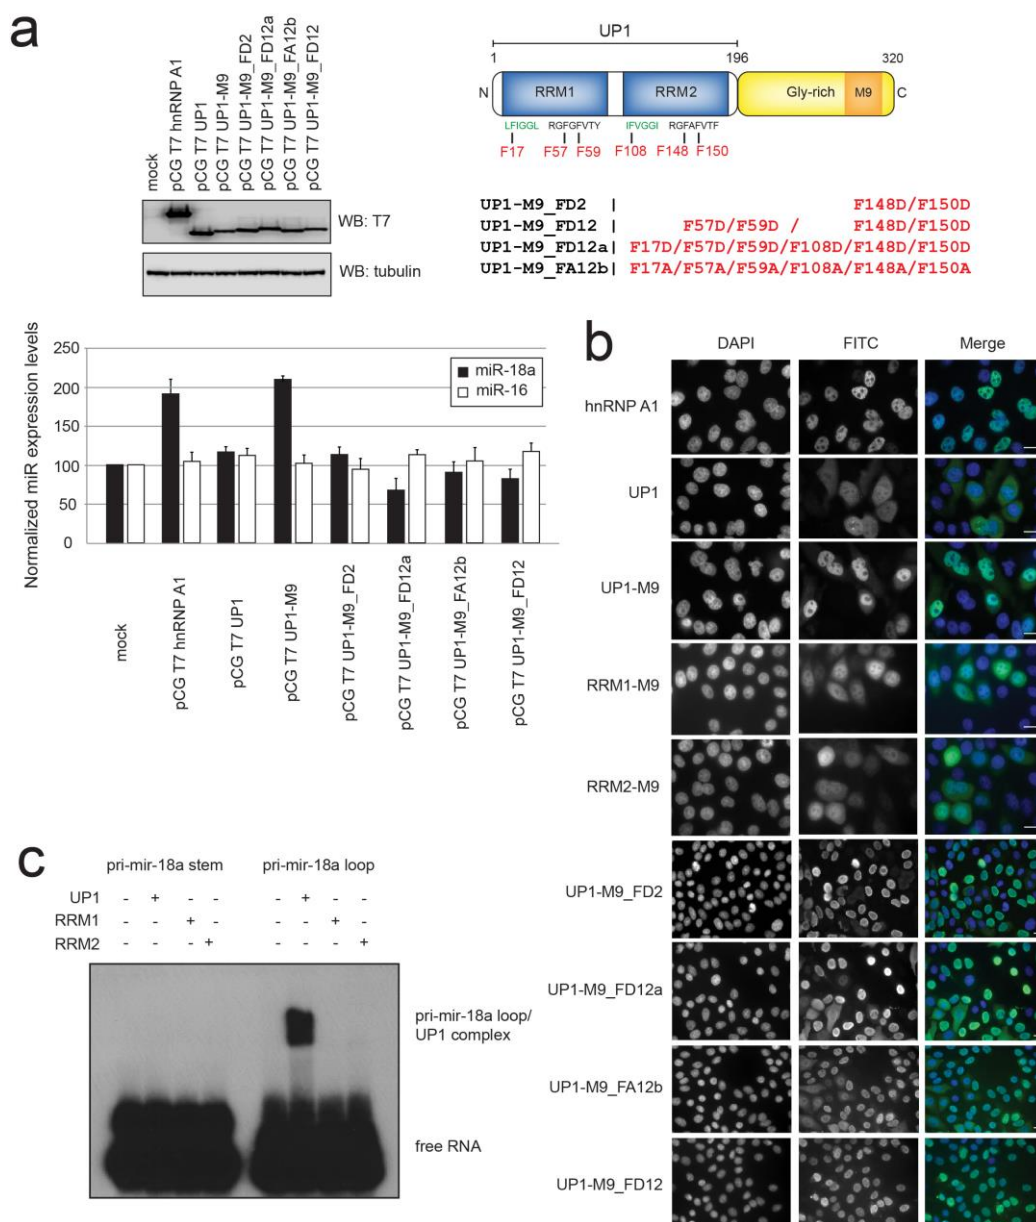 a
mock
pCG T7 hnRNP A1
pCG T7 UP1
pCG T7 UP1-M9
pCG T7 UP1-M9_FD2
pCG T7 UP1-M9_FD12a
pCG T7 UP1-M9_FA12b
pCG T7 UP1-M9_FD12
WB: T7
WB: tubulin
UP1
1 196 320
N RRM1 RRM2 Gly-rich M9 C
LFIGGL RGFGFVTY IFVGGI RGFAFVTF
F17 F57 F59 F108 F148 F150
UP1-M9_FD2 | F148D/F150D
UP1-M9_FD12 | F57D/F59D / F148D/F150D
UP1-M9_FD12a| F17D/F57D/F59D/F108D/F148D/F150D
UP1-M9_FA12b| F17A/F57A/F59A/F108A/F148A/F150A
Normalized miR expression levels
250
200
150
100
50
0
miR-18a
miR-16
mock
pCG T7 hnRNP A1
pCG T7 UP1
pCG T7 UP1-M9
pCG T7 UP1-M9_FD2
pCG T7 UP1-M9_FD12a
pCG T7 UP1-M9_FA12b
pCG T7 UP1-M9_FD12
b
DAPI FITC Merge
hnRNP A1
UP1
UP1-M9
RRM1-M9
RRM2-M9
UP1-M9_FD2
UP1-M9_FD12a
UP1-M9_FA12b
UP1-M9_FD12
c
pri-mir-18a stem pri-mir-18a loop
UP1 - + - - - + - -
RRM1 - - + - - - + -
RRM2 - - - + - - - +
pri-mir-18a loop/
UP1 complex
free RNA